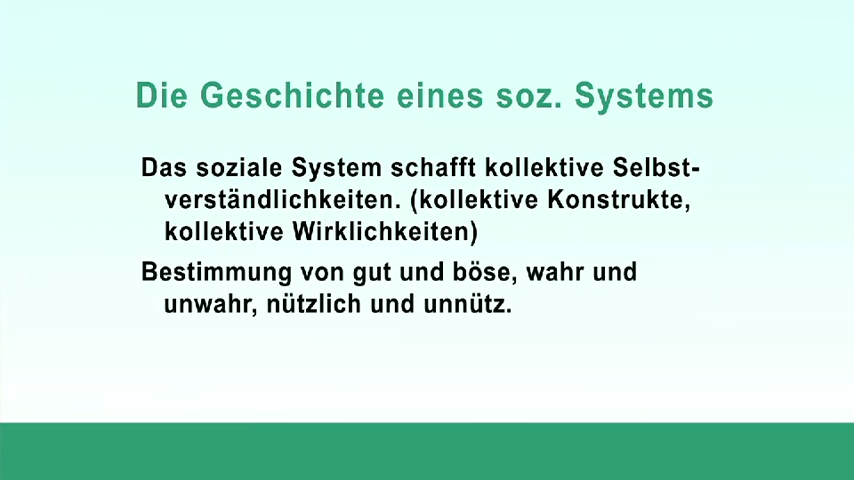 Die Geschichte eines soz. Systems
Das soziale System schafft kollektive Selbst-
verständlichkeiten. (kollektive Konstrukte,
kollektive Wirklichkeiten)
Bestimmung von gut und böse, wahr und
unwahr, nützlich und unnütz.